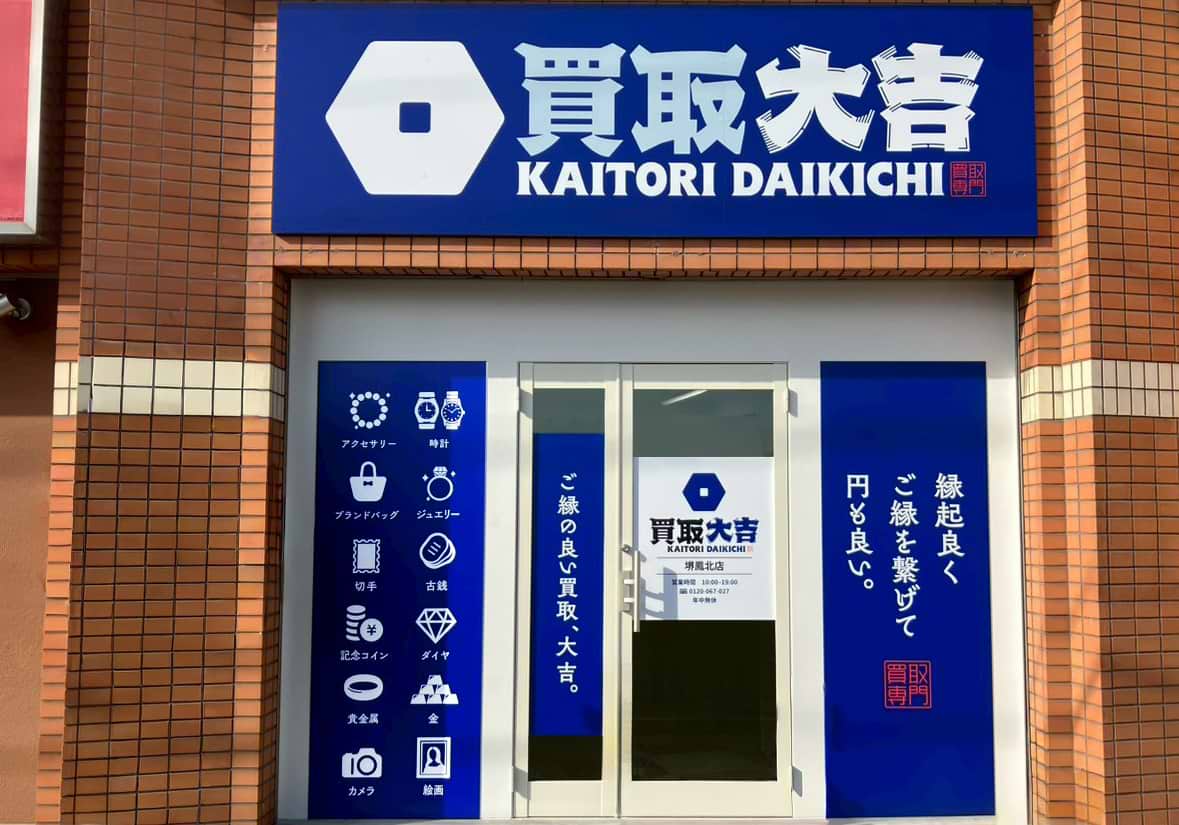 買取大吉
KAITORI DAIKICHI
買取
専門
アクセサリー
時計
ブランドバッグ
ジュエリー
切手
古銭
記念コイン
ダイヤ
貴金属
金
カメラ
絵画
ご縁の良い買取、大吉。
買取大吉
KAITORI DAIKICHI
堺鳳北店
営業時間 10:00-19:00
0120-067-027
年中無休
縁起良く
ご縁を繋げて
円も良い。
買取
専門